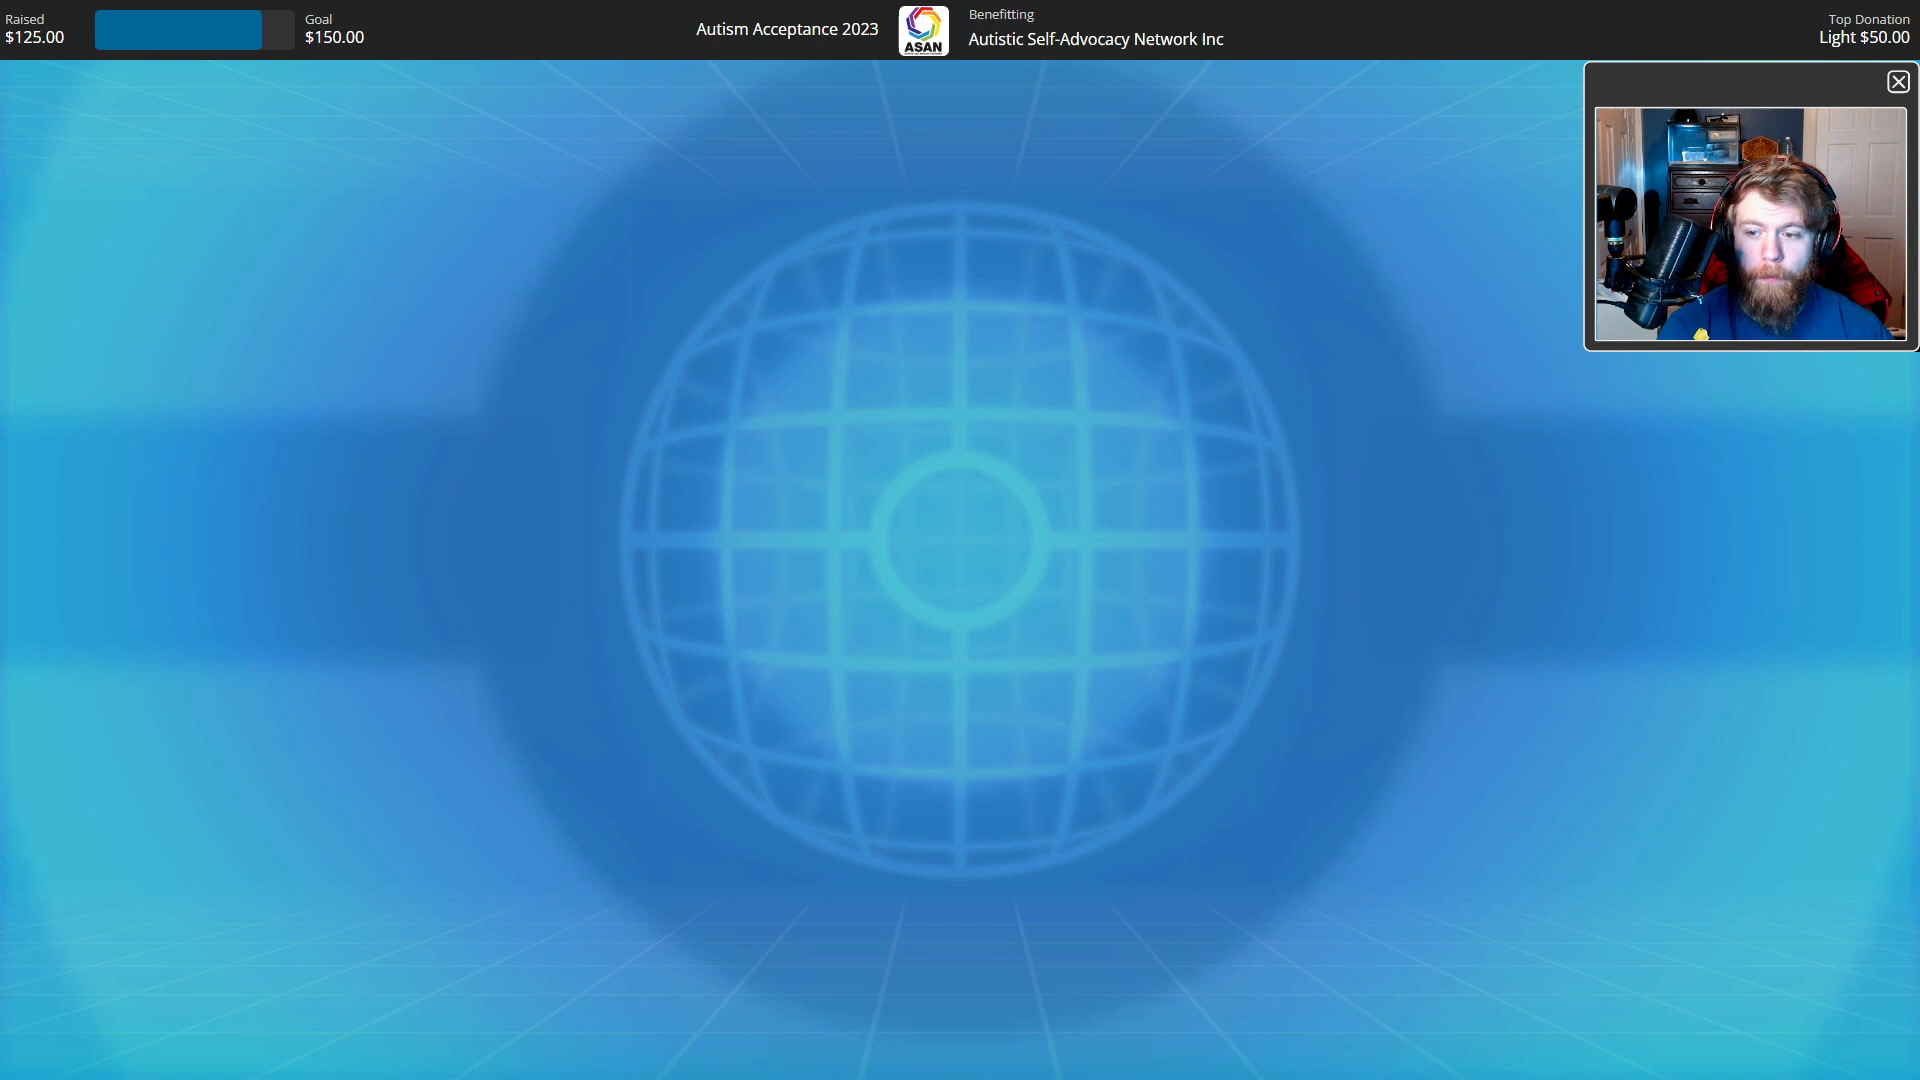 Raised
$125.00
Goal
$150.00
Autism Acceptance 2023
ASAN
Benefitting
Autistic Self-Advocacy Network Inc
Top Donation
Light $50.00